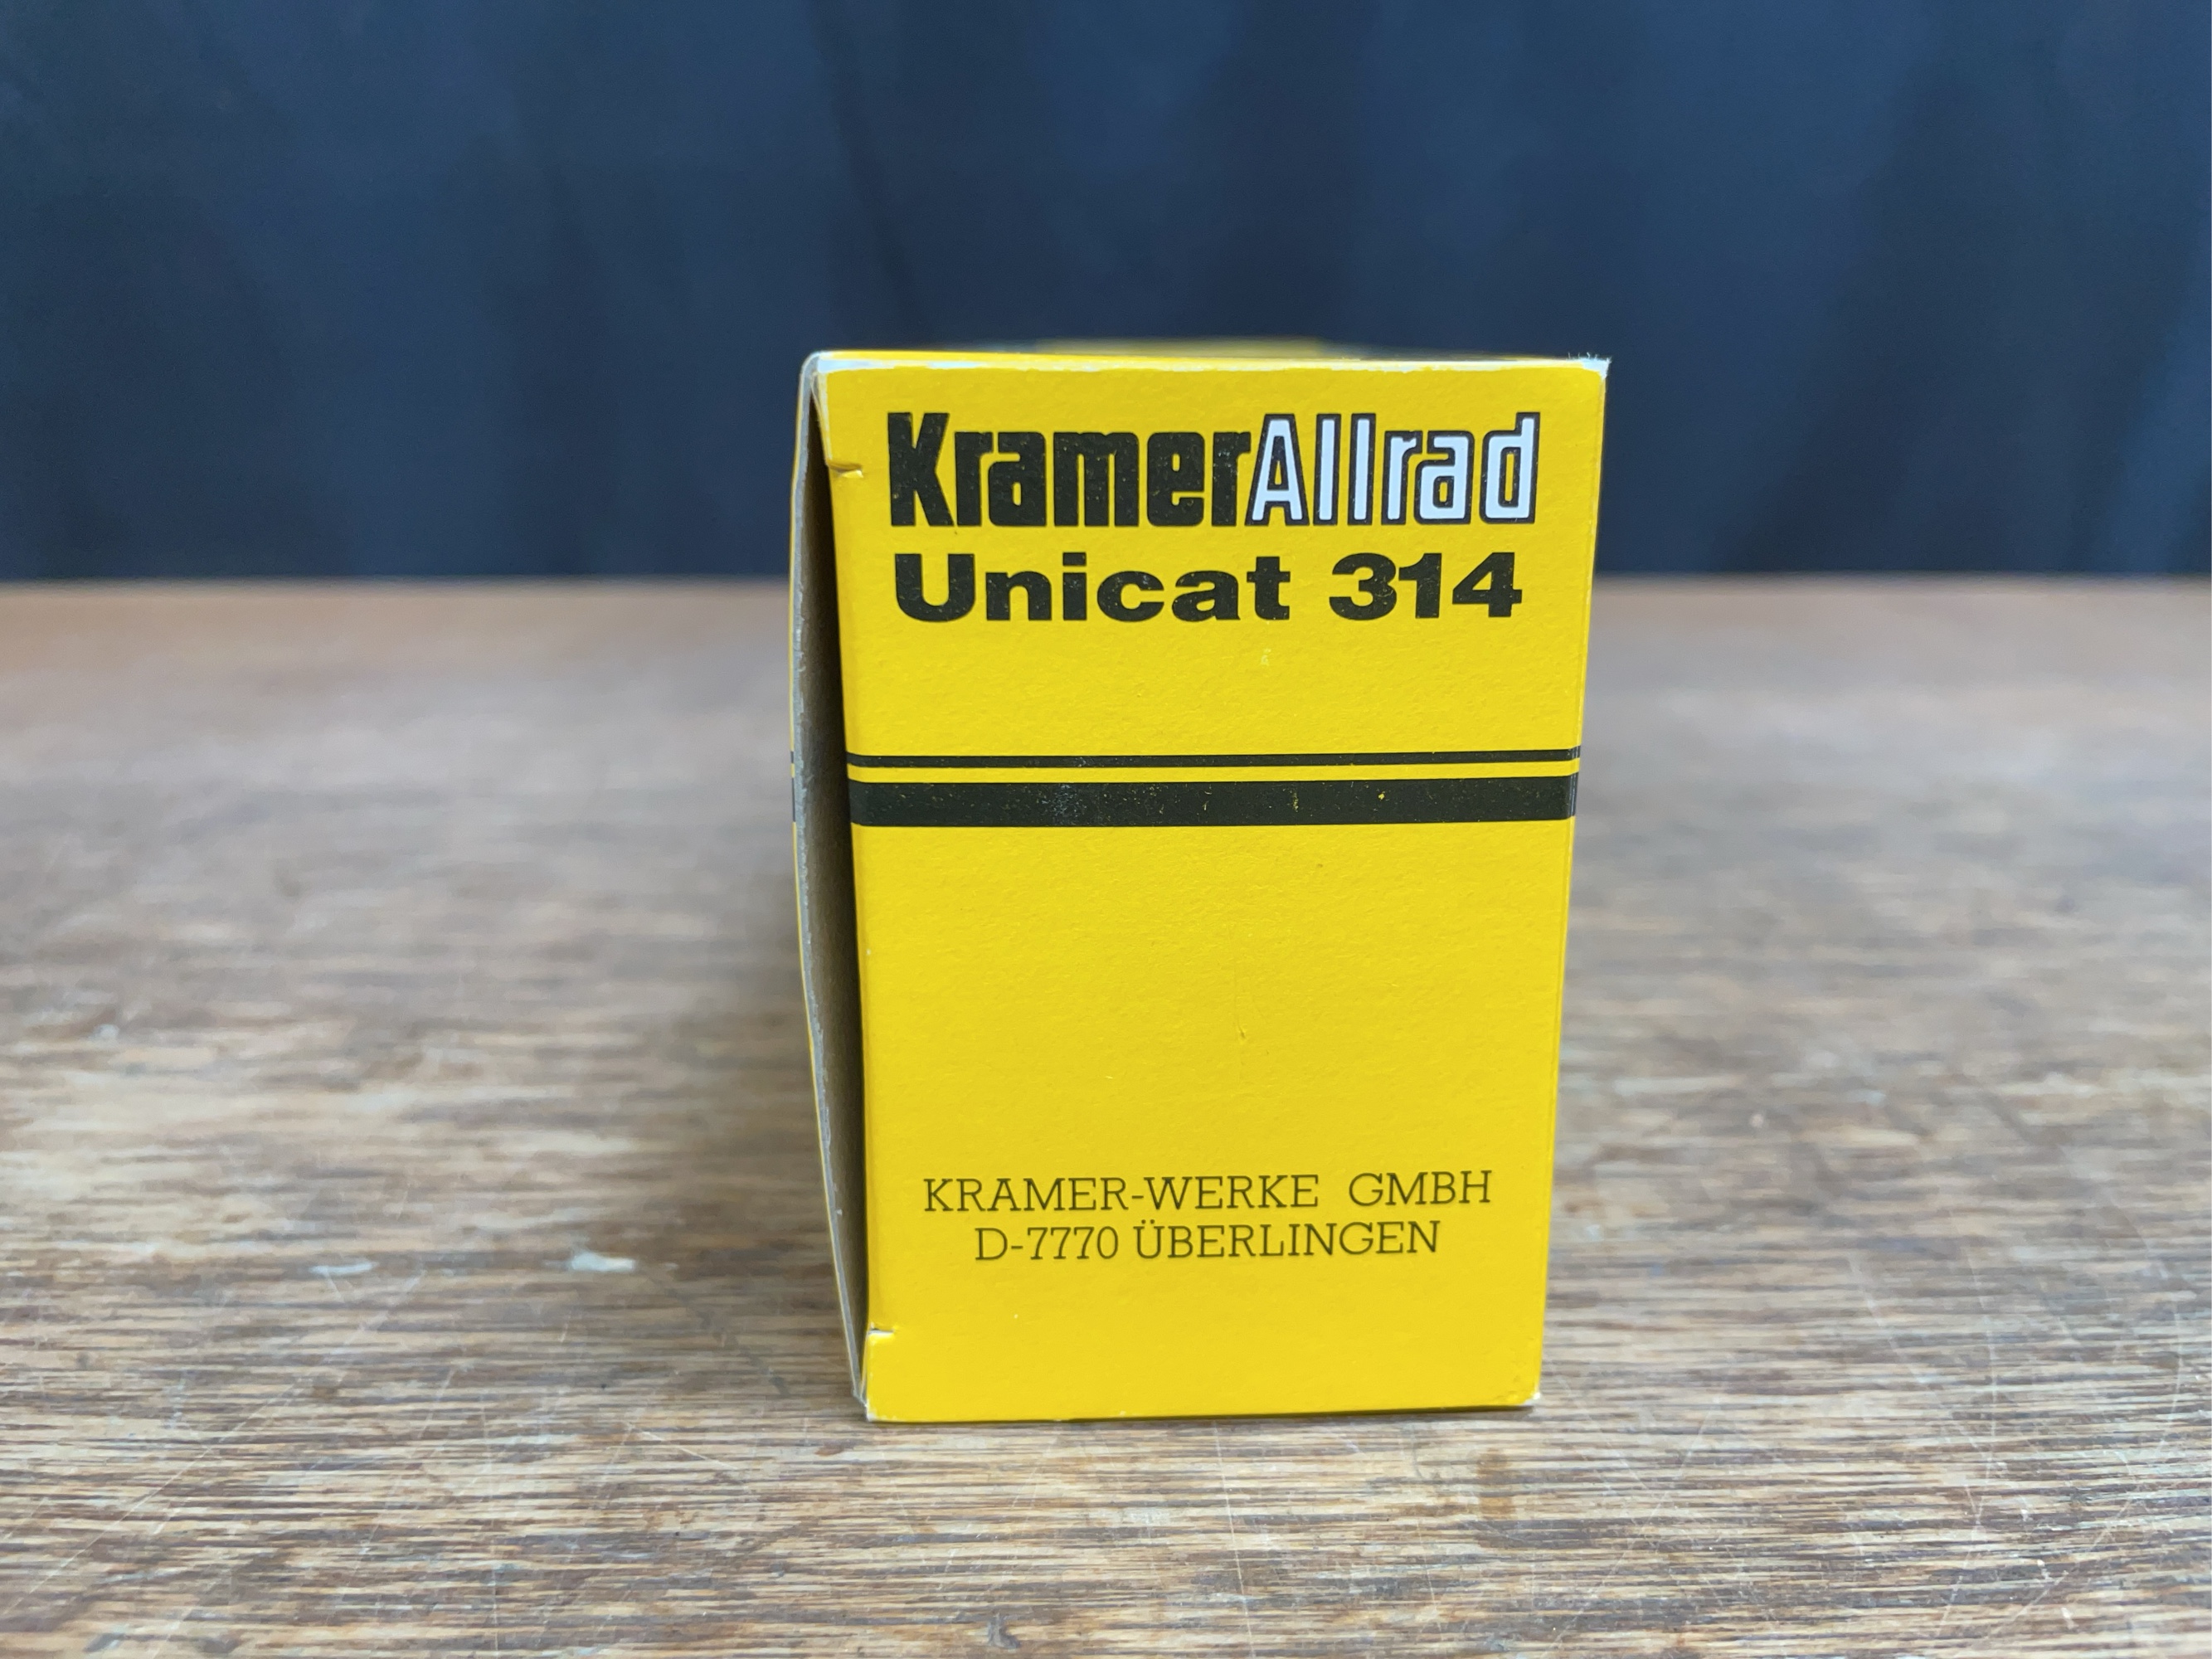 KramerAllrad
Unicat 314
KRAMER-WERKE GMBH
D-7770 ÜBERLINGEN